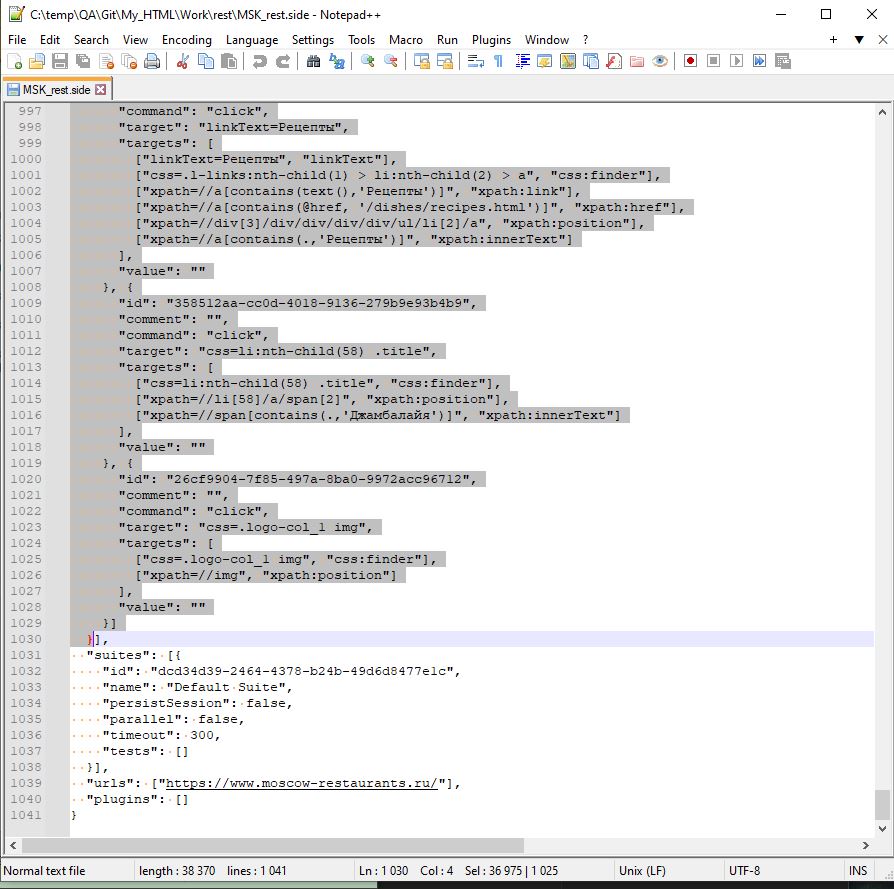 C:\temp\QA\Git\My_HTML\Work\rest\MSK_rest.side - Notepad++
File Edit Search View Encoding Language Settings Tools Macro Run Plugins Window ?
MSK_rest.side
997 "command": "click",
998 "target": "linkText=Рецепты",
999 "targets": [
1000 ["linkText=Рецепты", "linkText"],
1001 ["css=.l-links:nth-child(1) > li:nth-child(2) > a", "css:finder"],
1002 ["xpath=//a[contains(text(),'Рецепты')]", "xpath:link"],
1003 ["xpath=//a[contains(@href, '/dishes/recipes.html')]", "xpath:href"],
1004 ["xpath=//div[3]/div/div/div/div/ul/li[2]/a", "xpath:position"],
1005 ["xpath=//a[contains(.,'Рецепты')]", "xpath:innerText"]
1006 ],
1007 "value": ""
1008 }, {
1009 "id": "358512aa-cc0d-4018-9136-279b9e93b4b9",
1010 "comment": "",
1011 "command": "click",
1012 "target": "css=li:nth-child(58) .title",
1013 "targets": [
1014 ["css=li:nth-child(58) .title", "css:finder"],
1015 ["xpath=//li[58]/a/span[2]", "xpath:position"],
1016 ["xpath=//span[contains(.,'Джамбалайя')]", "xpath:innerText"]
1017 ],
1018 "value": ""
1019 }, {
1020 "id": "26cf9904-7f85-497a-8ba0-9972acc96712",
1021 "comment": "",
1022 "command": "click",
1023 "target": "css=.logo-col_1 img",
1024 "targets": [
1025 ["css=.logo-col_1 img", "css:finder"],
1026 ["xpath=//img", "xpath:position"]
1027 ],
1028 "value": ""
1029 }]
1030 }],
1031 "suites": [{
1032 "id": "dcd34d39-2464-4378-b24b-49d6d8477e1c",
1033 "name": "Default Suite",
1034 "persistSession": false,
1035 "parallel": false,
1036 "timeout": 300,
1037 "tests": []
1038 }],
1039 "urls": ["https://www.moscow-restaurants.ru/"],
1040 "plugins": []
1041 }
Normal text file length : 38 370 lines : 1 041 Ln : 1 030 Col : 4 Sel : 36 975 | 1 025 Unix (LF) UTF-8 INS